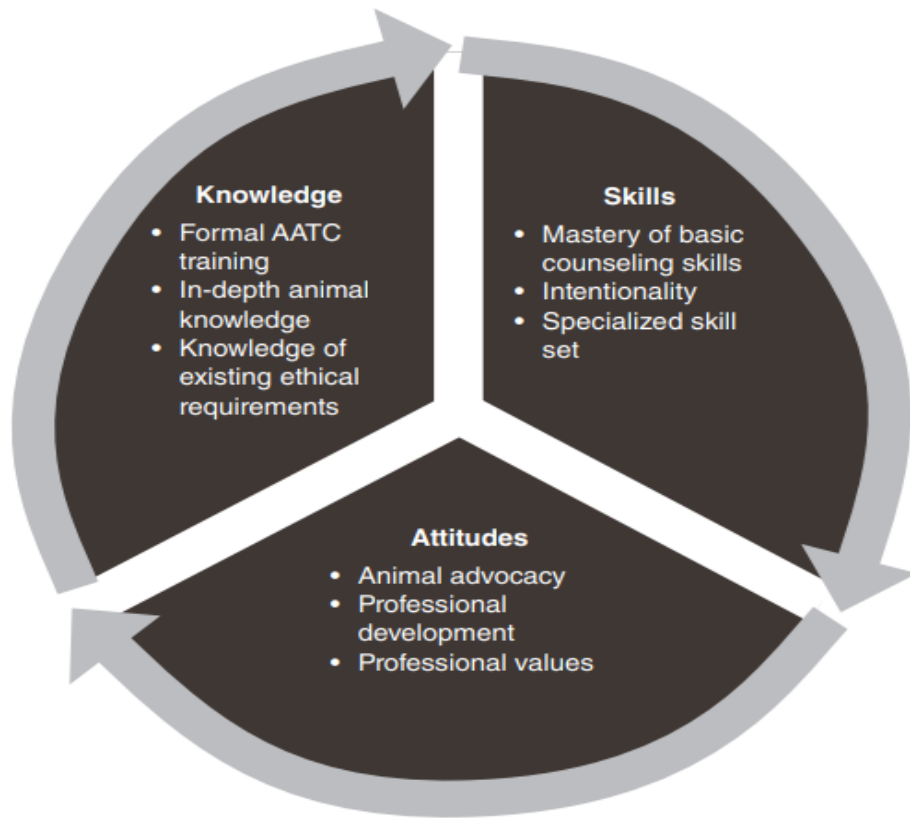 Knowledge
• Formal AATC
training
• In-depth animal
knowledge
• Knowledge of
existing ethical
requirements
Skills
• Mastery of basic
counseling skills
• Intentionality
• Specialized skill
set
Attitudes
• Animal advocacy
• Professional
development
• Professional values